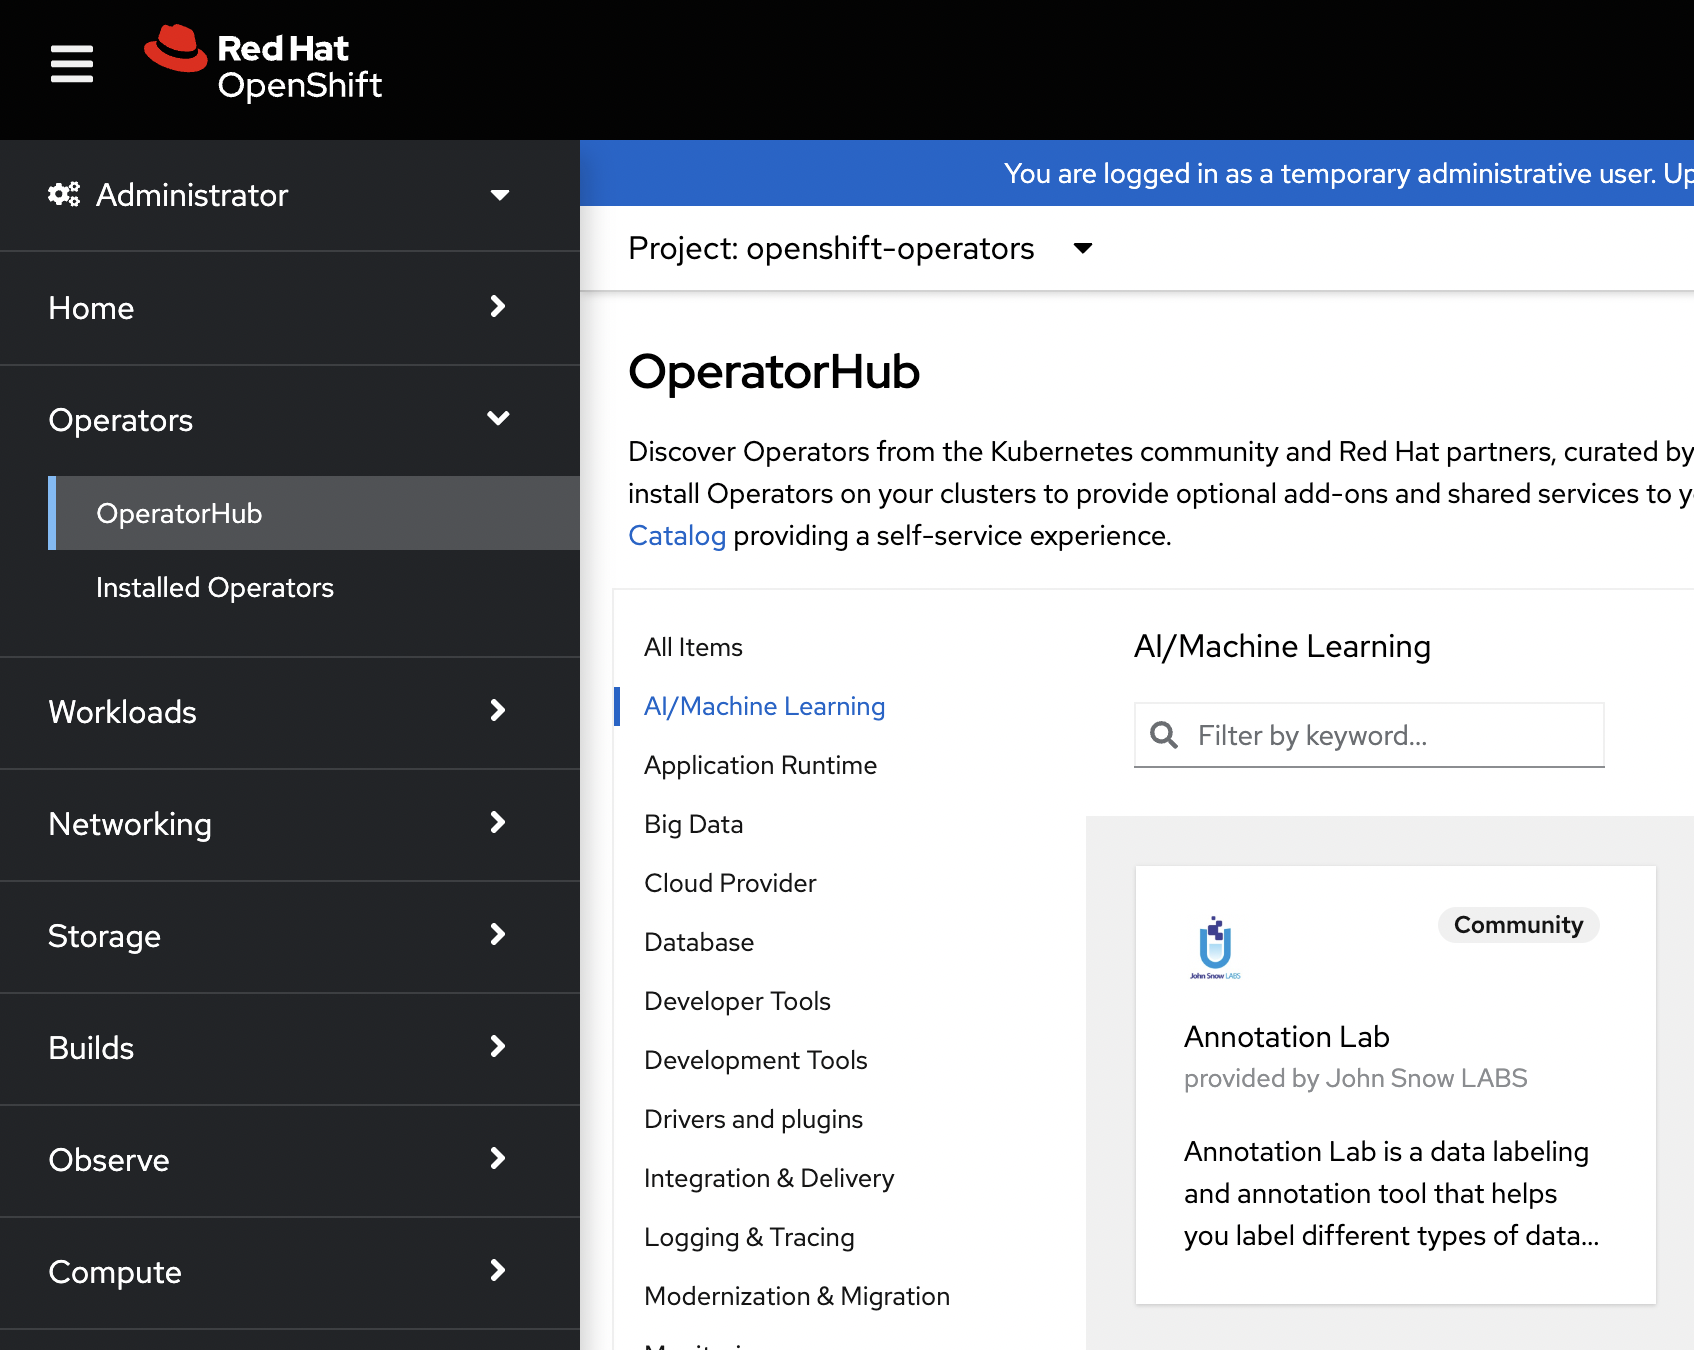 Red Hat
OpenShift
Administrator
You are logged in as a temporary administrative user. Up
Project: openshift-operators
Home
Operators
OperatorHub
Installed Operators
Workloads
Networking
Storage
Builds
Observe
Compute
OperatorHub
Discover Operators from the Kubernetes community and Red Hat partners, curated by
install Operators on your clusters to provide optional add-ons and shared services to y
Catalog providing a self-service experience.
All Items
AI/Machine Learning
Application Runtime
Big Data
Cloud Provider
Database
Developer Tools
Development Tools
Drivers and plugins
Integration & Delivery
Logging & Tracing
Modernization & Migration
AI/Machine Learning
Filter by keyword...
John Snow LABS
Community
Annotation Lab
provided by John Snow LABS
Annotation Lab is a data labeling
and annotation tool that helps
you label different types of data...